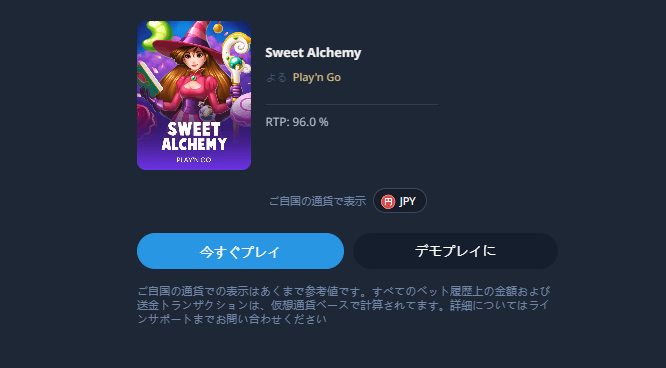 Sweet Alchemy
よる Play'n Go
RTP: 96.0 %
SWEET
ALCHEMY
PLAY'N GO
ご自国の通貨で表示 円 JPY
今すぐプレイ
デモプレイに
ご自国の通貨での表示はあくまで参考値です。すべてのベット履歴上の金額および
送金トランザクションは、仮想通貨ベースで計算されてます。詳細についてはライ
ンサポートまでお問い合わせください